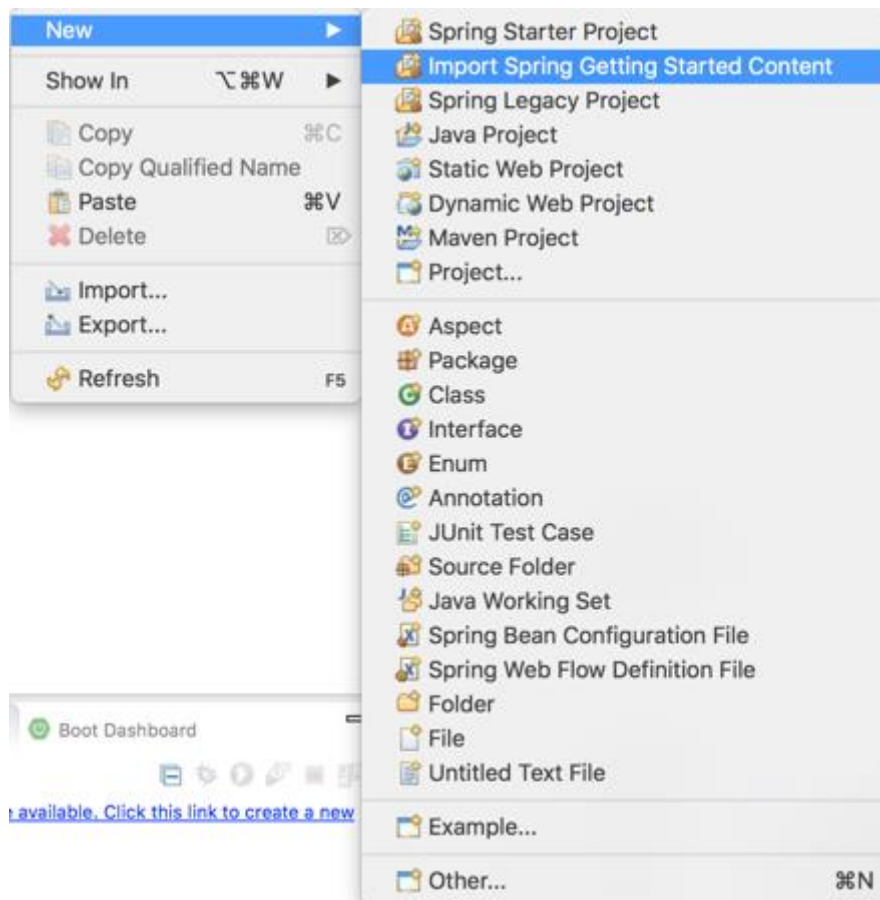 New
Show In ⌥⌘W
Copy ⌘C
Copy Qualified Name
Paste ⌘V
Delete
Import...
Export...
Refresh F5
Spring Starter Project
Import Spring Getting Started Content
Spring Legacy Project
Java Project
Static Web Project
Dynamic Web Project
Maven Project
Project...
Aspect
Package
Class
Interface
Enum
Annotation
JUnit Test Case
Source Folder
Java Working Set
Spring Bean Configuration File
Spring Web Flow Definition File
Folder
File
Untitled Text File
Example...
Other... ⌘N
Boot Dashboard
available. Click this link to create a new